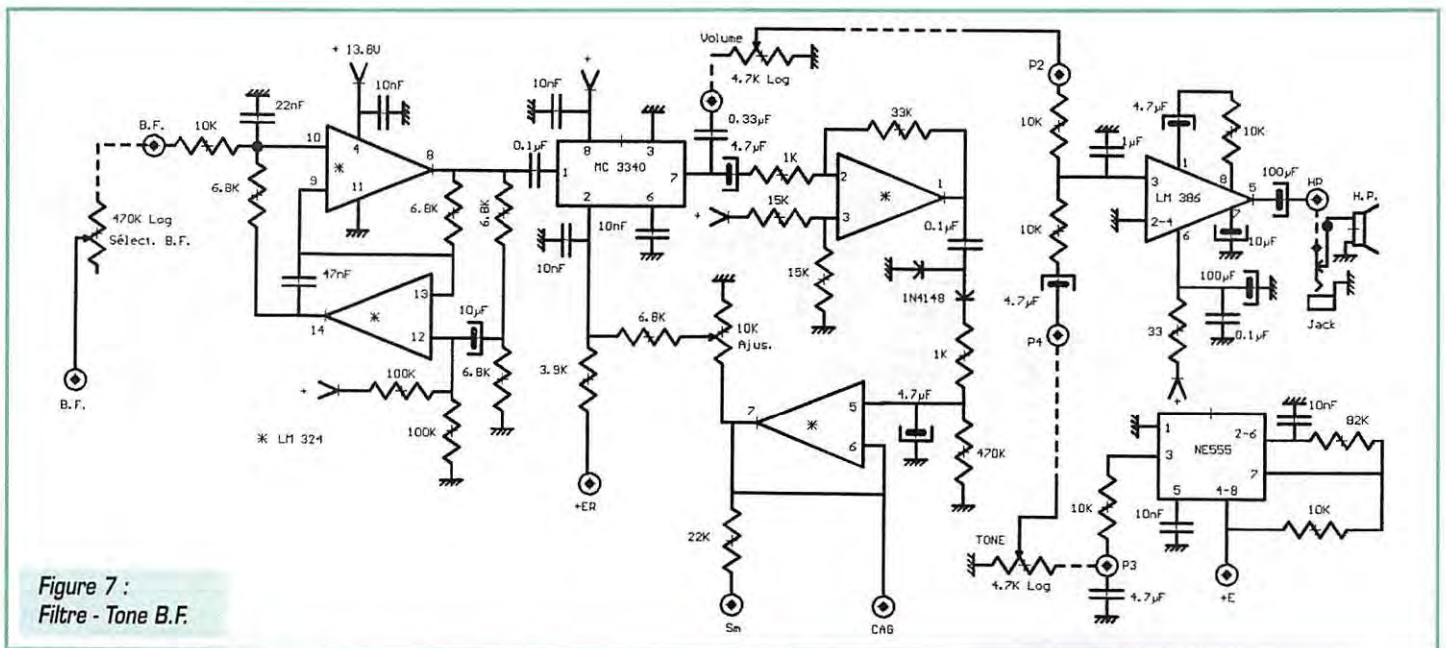 + 13.8V
10nF
22nF
B.F.
10K
10
4
8
*
9
11
6.8K
6.8K
6.8K
470K Log
Sélect. B.F.
47nF
13
*
14
12
10µF
6.8K
+
100K
100K
B.F.
* LM 324
+
10nF
0.1µF
8
3
1
MC 3340
7
2
6
10nF
10nF
3.9K
6.8K
+ER
Volume
4.7K Log
0.33µF
4.7µF
33K
1K
2
*
1
15K
3
+
15K
0.1µF
1N4148
1K
10K
Ajus.
7
*
5
6
4.7µF
470K
22K
Sm
CAG
P2
10K
10K
4.7µF
P4
TONE
4.7K Log
P3
4.7µF
1µF
4.7µF
10K
1
8
3
LM 386
5
2-4
7
6
100µF
HP
H.P.
10µF
100µF
0.1µF
Jack
33
+
10nF
82K
1
2-6
NE555
3
7
5
4-8
10K
10nF
10K
+E
Figure 7 :
Filtre - Tone B.F.